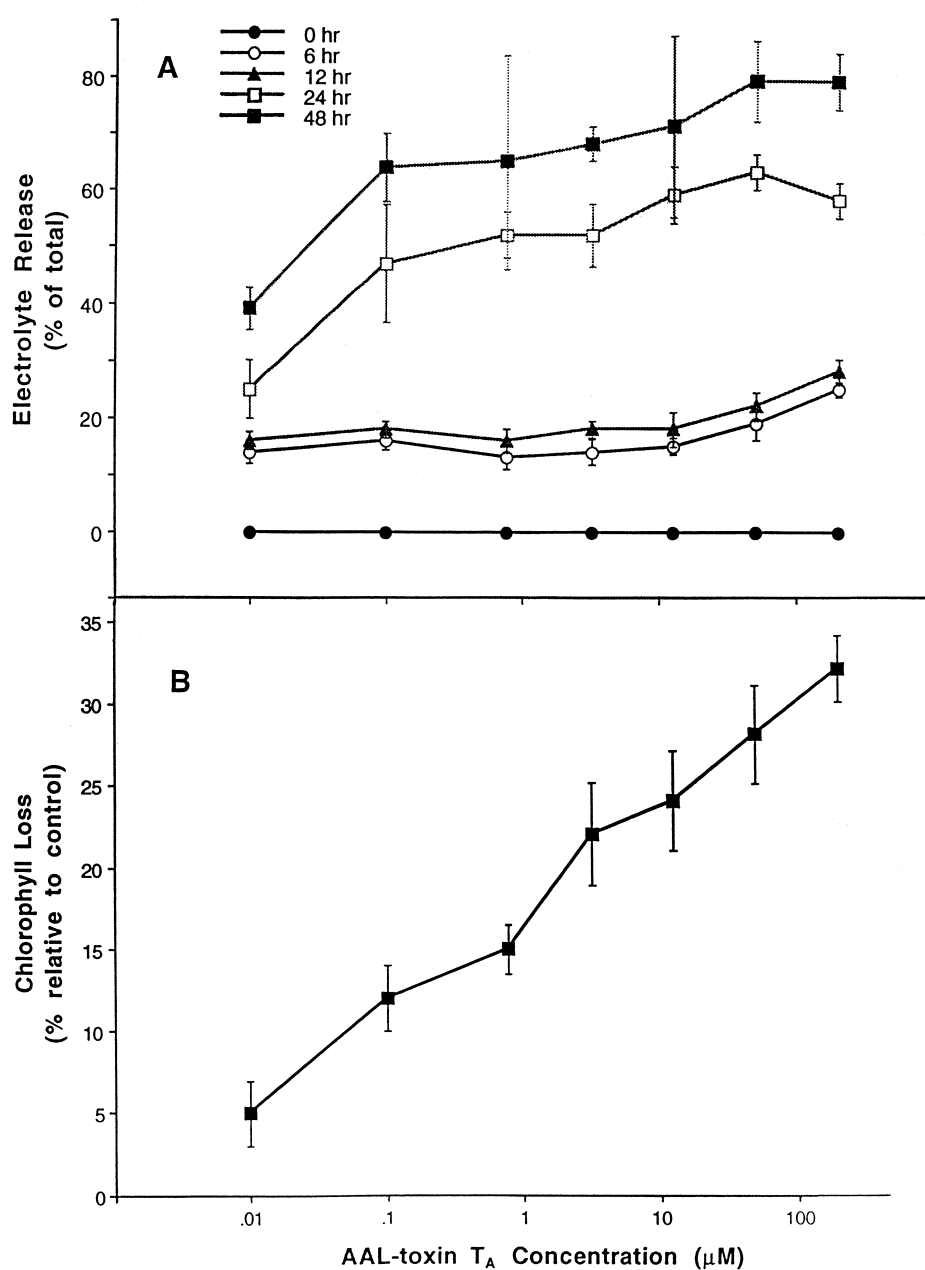 A
0 hr
6 hr
12 hr
24 hr
48 hr
80
60
40
20
0
Electrolyte Release
(% of total)
B
35
30
25
20
15
10
5
0
Chlorophyll Loss
(% relative to control)
.01
.1
1
10
100
AAL-toxin TA Concentration (μM)